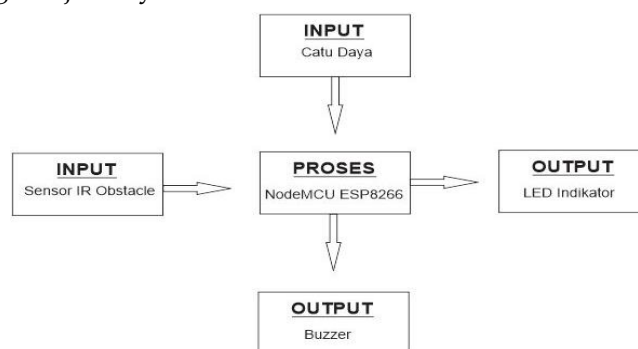 INPUT
Catu Daya
INPUT
Sensor IR Obstacle
PROSES
NodeMCU ESP8266
OUTPUT
LED Indikator
OUTPUT
Buzzer